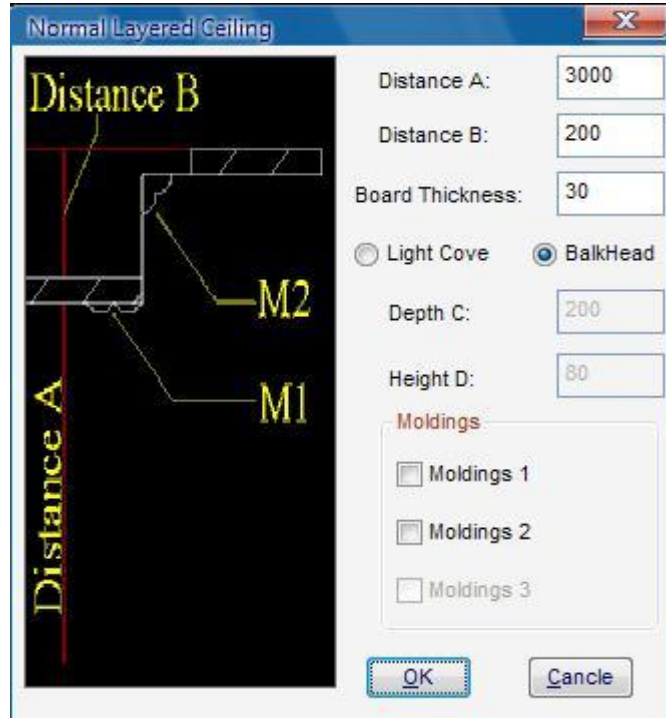 Normal Layered Ceiling
Distance B
M2
M1
Distance A
Distance A: 3000
Distance B: 200
Board Thickness: 30
Light Cove BalkHead
Depth C: 200
Height D: 80
Moldings
Moldings 1
Moldings 2
Moldings 3
OK Cancle